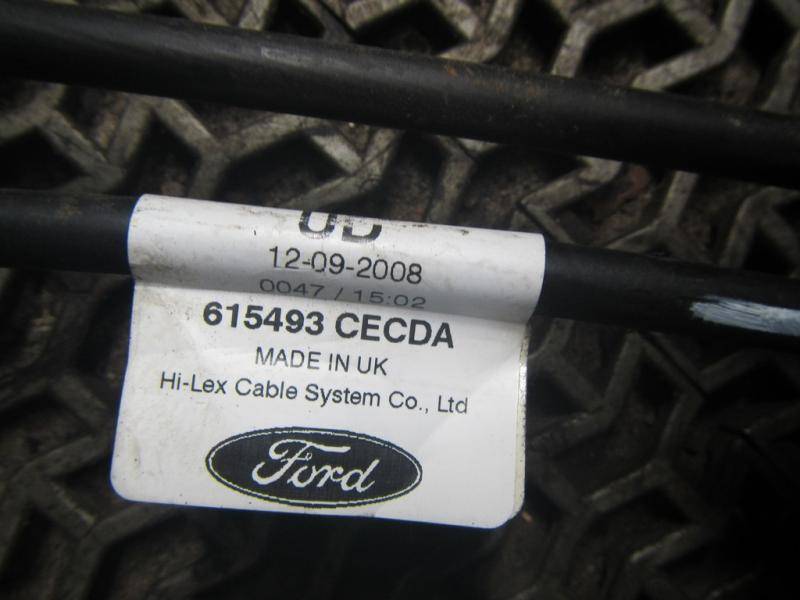 12-09-2008
0047 / 15:02
615493 CECDA
MADE IN UK
Hi-Lex Cable System Co., Ltd
Ford